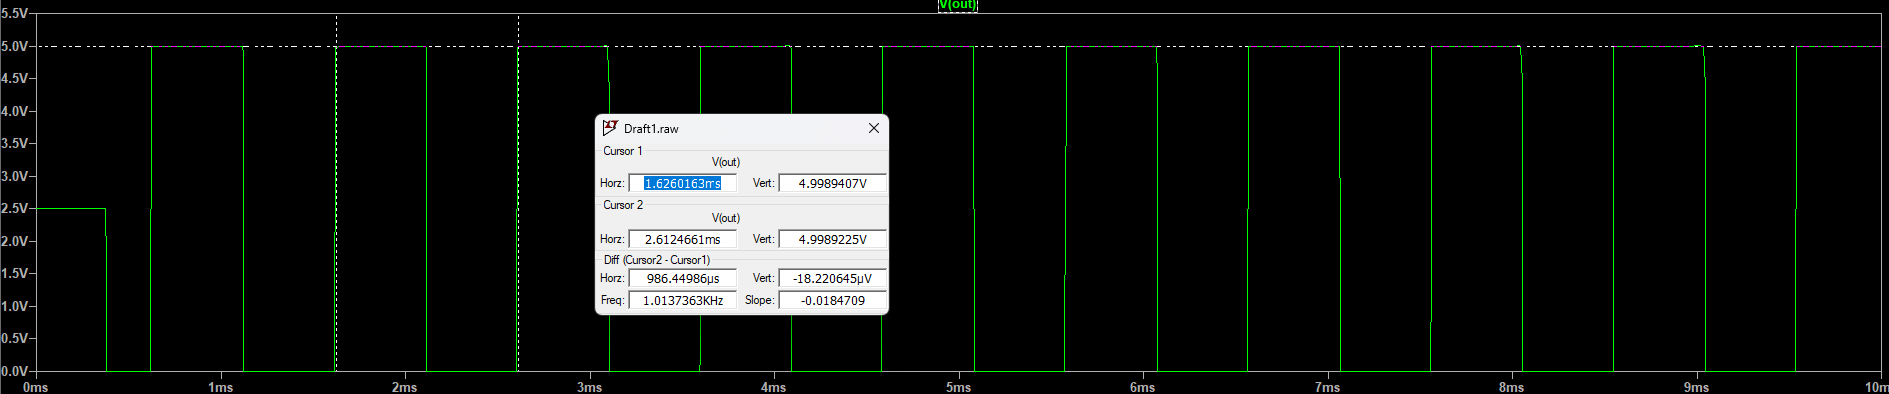 V(out)
5.5V
5.0V
4.5V
4.0V
3.5V
3.0V
2.5V
2.0V
1.5V
1.0V
0.5V
0.0V
0ms 1ms 2ms 3ms 4ms 5ms 6ms 7ms 8ms 9ms 10m
Draft1.raw
Cursor 1
V(out)
Horz: 1.6260163ms Vert: 4.9989407V
Cursor 2
V(out)
Horz: 2.6124661ms Vert: 4.9989225V
Diff (Cursor2 - Cursor1)
Horz: 986.44986µs Vert: -18.220645µV
Freq: 1.0137363KHz Slope: -0.0184709